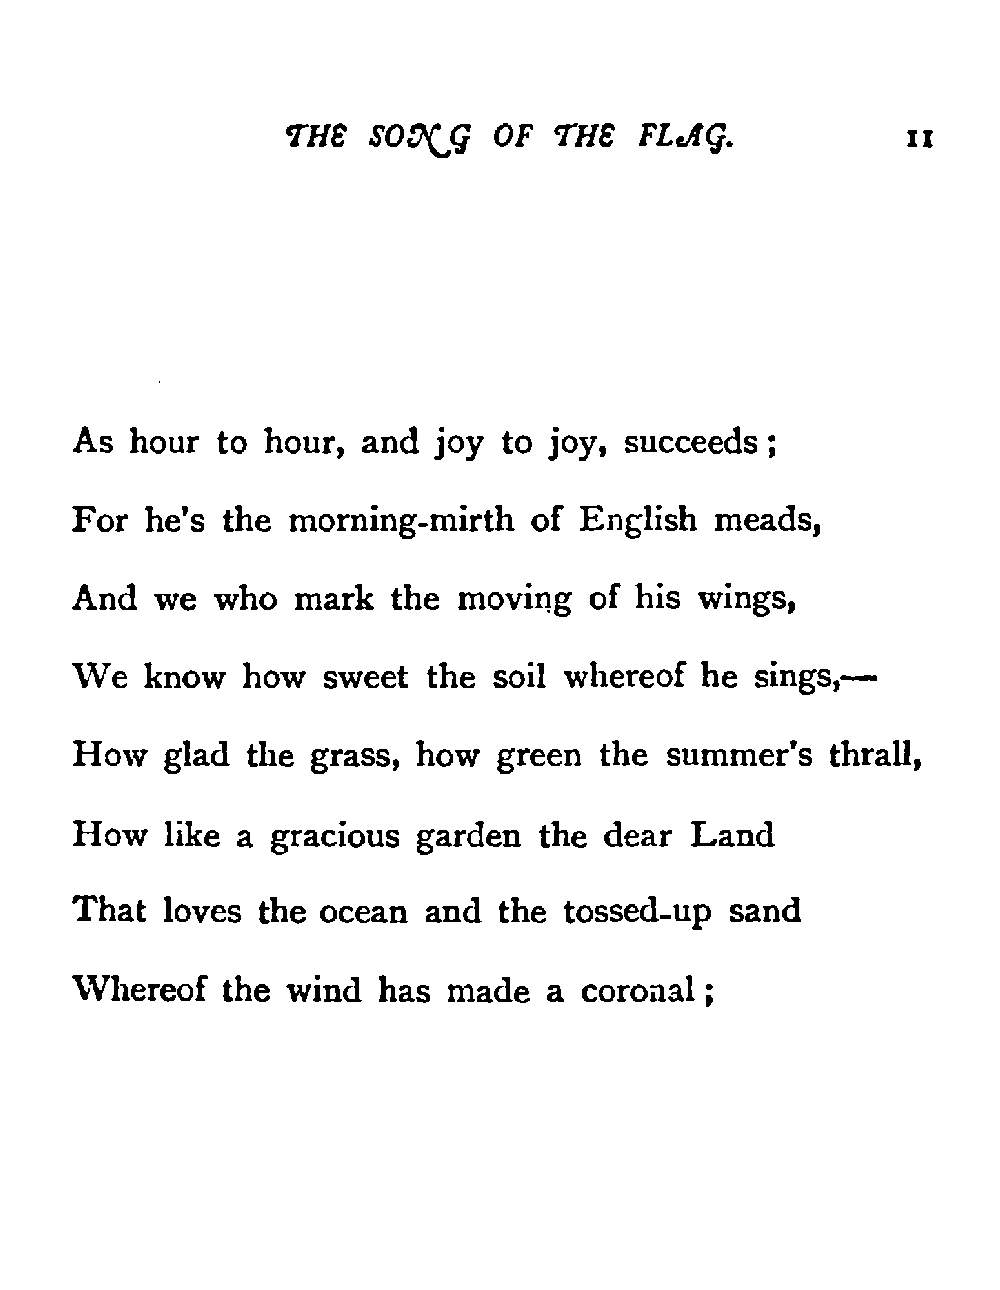 THE SONG OF THE FLAG. 11
As hour to hour, and joy to joy, succeeds;
For he's the morning-mirth of English meads,
And we who mark the moving of his wings,
We know how sweet the soil whereof he sings,—
How glad the grass, how green the summer's thrall,
How like a gracious garden the dear Land
That loves the ocean and the tossed-up sand
Whereof the wind has made a coronal;